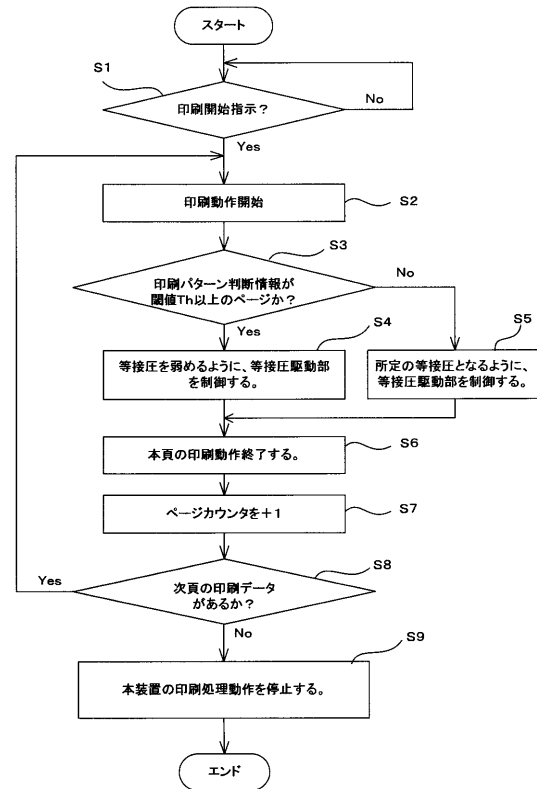 スタート
S1
印刷開始指示？
No
Yes
印刷動作開始
S2
S3
印刷パターン判断情報が
閾値Th以上のページか？
No
Yes
S4
S5
等接圧を弱めるように、等接圧駆動部
を制御する。
所定の等接圧となるように、
等接圧駆動部を制御する。
S6
本頁の印刷動作終了する。
S7
ページカウンタを＋1
S8
次頁の印刷データ
があるか？
Yes
No
S9
本装置の印刷処理動作を停止する。
エンド